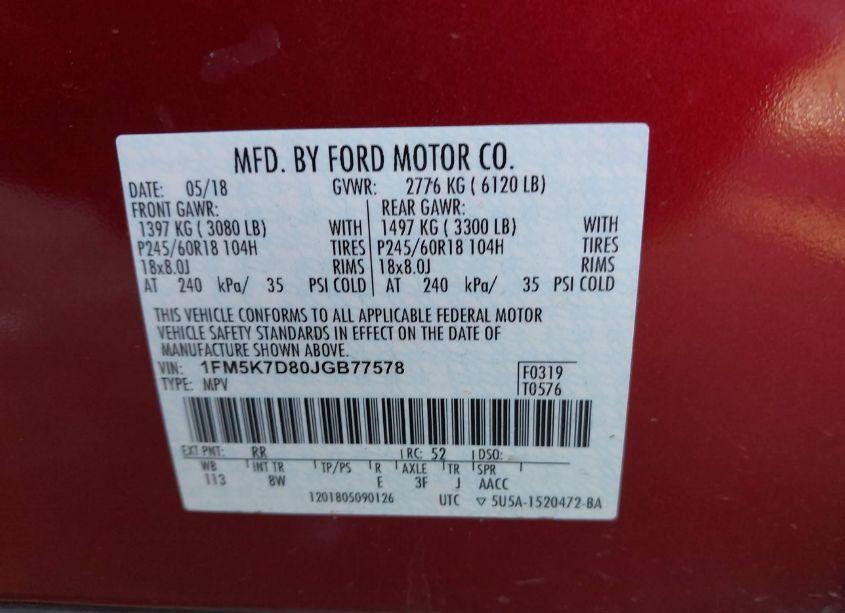 MFD. BY FORD MOTOR CO.
DATE: 05/18 GVWR: 2776 KG ( 6120 LB)
FRONT GAWR: REAR GAWR:
1397 KG ( 3080 LB) WITH 1497 KG ( 3300 LB) WITH
P245/60R18 104H TIRES P245/60R18 104H TIRES
18x8.0J RIMS 18x8.0J RIMS
AT 240 kPa/ 35 PSI COLD AT 240 kPa/ 35 PSI COLD
THIS VEHICLE CONFORMS TO ALL APPLICABLE FEDERAL MOTOR
VEHICLE SAFETY STANDARDS IN EFFECT ON THE DATE OF
MANUFACTURE SHOWN ABOVE.
VIN: 1FM5K7D80JGB77578 F0319
TYPE: MPV T0576
EXT PNT: RR RC: 52 DSO:
WB INT TR TP/PS R AXLE TR SPR
113 8W E 3F J AACC
1201805090126 UTC ▽ 5U5A-1520472-BA